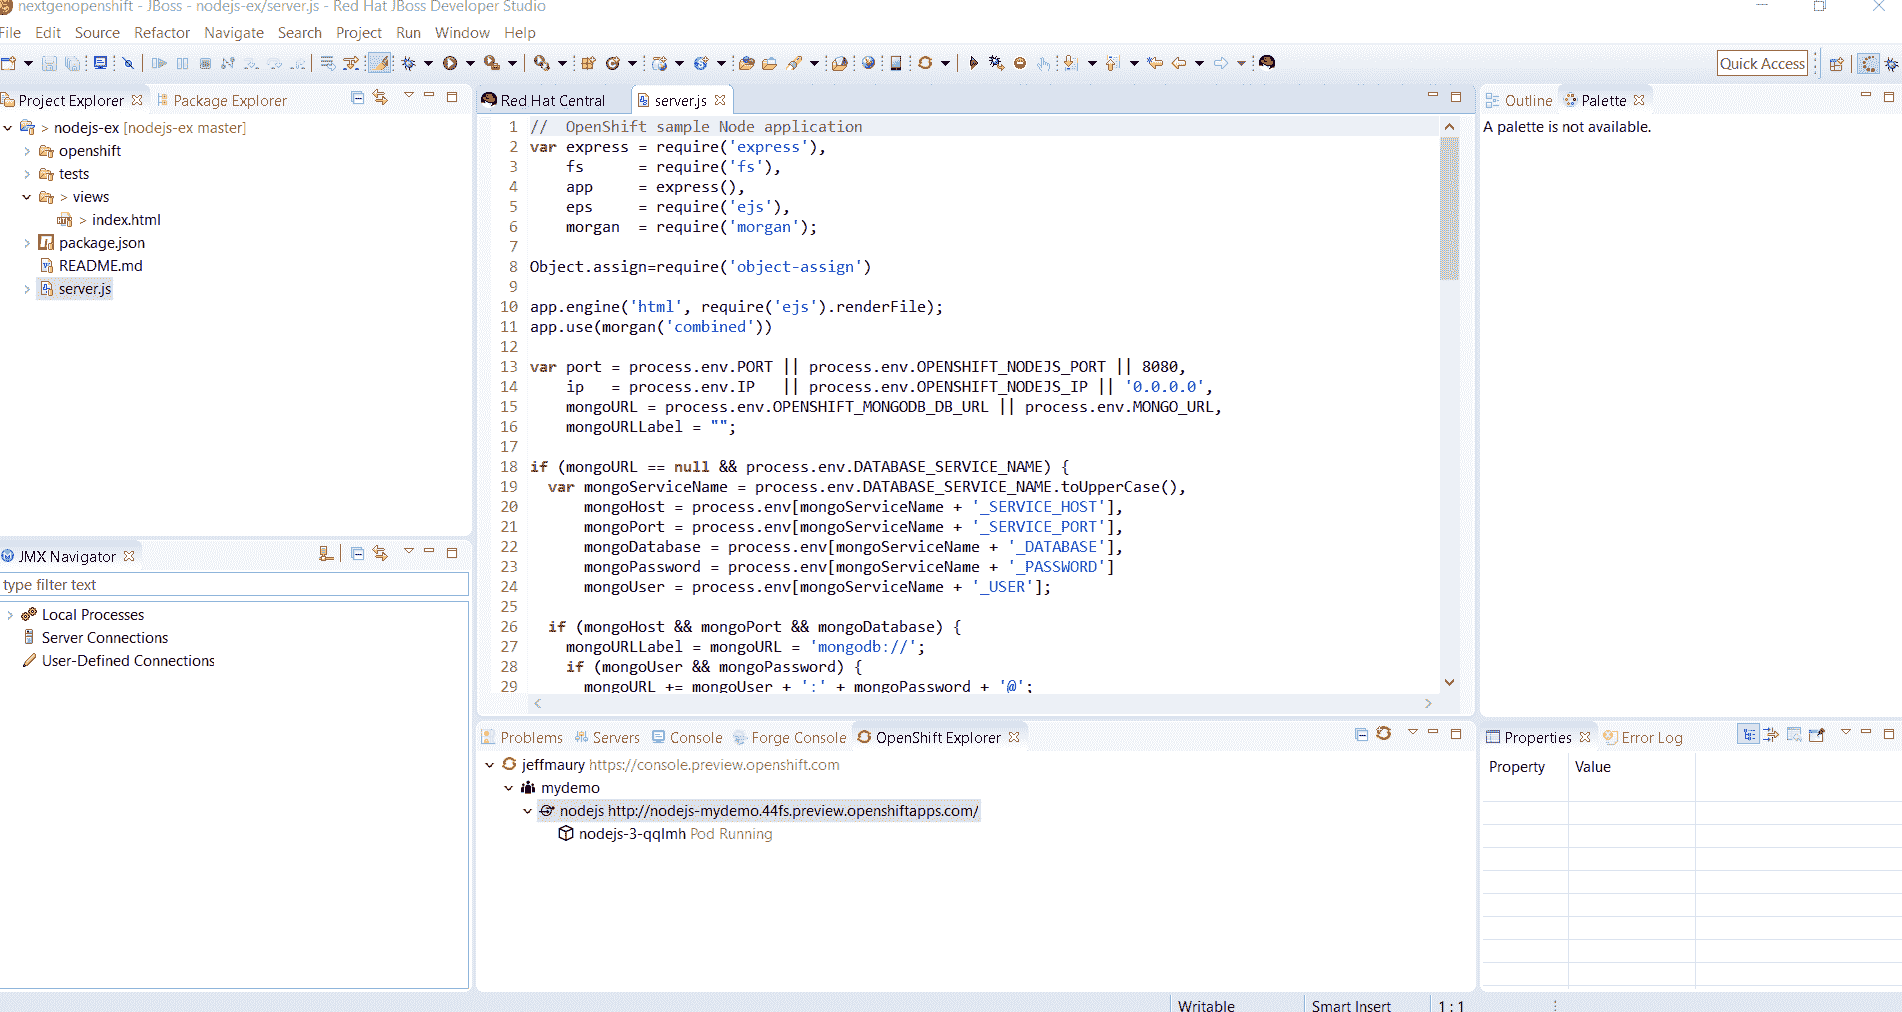 nextgenopenshift - JBoss - nodejs-ex/server.js - Red Hat JBoss Developer Studio
File Edit Source Refactor Navigate Search Project Run Window Help
Quick Access
Project Explorer Package Explorer
> nodejs-ex [nodejs-ex master]
openshift
tests
> views
> index.html
package.json
README.md
server.js
JMX Navigator
type filter text
Local Processes
Server Connections
User-Defined Connections
Red Hat Central server.js
1 //  OpenShift sample Node application
2 var express = require('express'),
3     fs      = require('fs'),
4     app     = express(),
5     eps     = require('ejs'),
6     morgan  = require('morgan');
7
8 Object.assign=require('object-assign')
9
10 app.engine('html', require('ejs').renderFile);
11 app.use(morgan('combined'))
12
13 var port = process.env.PORT || process.env.OPENSHIFT_NODEJS_PORT || 8080,
14     ip   = process.env.IP   || process.env.OPENSHIFT_NODEJS_IP || '0.0.0.0',
15     mongoURL = process.env.OPENSHIFT_MONGODB_DB_URL || process.env.MONGO_URL,
16     mongoURLLabel = "";
17
18 if (mongoURL == null && process.env.DATABASE_SERVICE_NAME) {
19   var mongoServiceName = process.env.DATABASE_SERVICE_NAME.toUpperCase(),
20       mongoHost = process.env[mongoServiceName + '_SERVICE_HOST'],
21       mongoPort = process.env[mongoServiceName + '_SERVICE_PORT'],
22       mongoDatabase = process.env[mongoServiceName + '_DATABASE'],
23       mongoPassword = process.env[mongoServiceName + '_PASSWORD']
24       mongoUser = process.env[mongoServiceName + '_USER'];
25
26   if (mongoHost && mongoPort && mongoDatabase) {
27     mongoURLLabel = mongoURL = 'mongodb://';
28     if (mongoUser && mongoPassword) {
29       mongoURL += mongoUser + ':' + mongoPassword + '@';
Outline Palette
A palette is not available.
Problems Servers Console Forge Console OpenShift Explorer
jeffmaury https://console.preview.openshift.com
mydemo
nodejs http://nodejs-mydemo.44fs.preview.openshiftapps.com/
nodejs-3-qqlmh Pod Running
Properties Error Log
Property Value
Writable Smart Insert 1 : 1